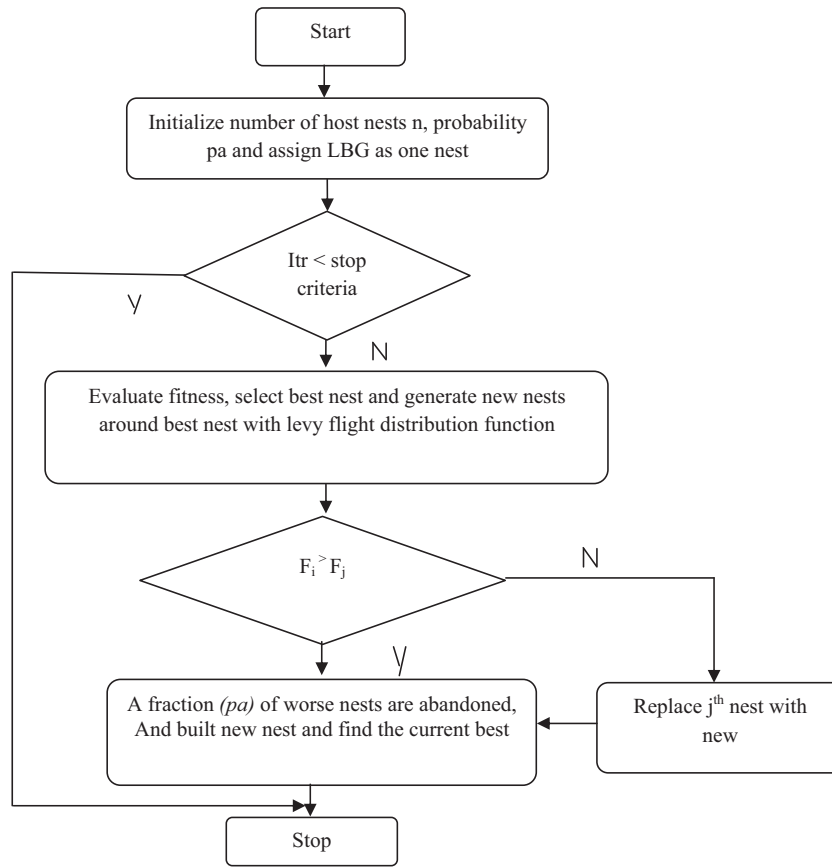 Start
Initialize number of host nests n, probability
pa and assign LBG as one nest
Itr < stop
criteria
y
N
Evaluate fitness, select best nest and generate new nests
around best nest with levy flight distribution function
Fi > Fj
N
y
A fraction (pa) of worse nests are abandoned,
And built new nest and find the current best
Replace jth nest with
new
Stop